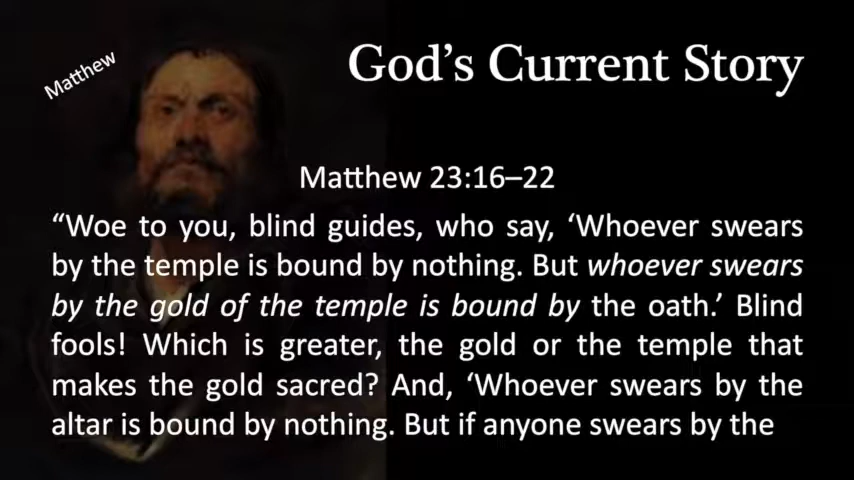 Matthew
God’s Current Story
Matthew 23:16–22
“Woe to you, blind guides, who say, ‘Whoever swears
by the temple is bound by nothing. But whoever swears
by the gold of the temple is bound by the oath.’ Blind
fools! Which is greater, the gold or the temple that
makes the gold sacred? And, ‘Whoever swears by the
altar is bound by nothing. But if anyone swears by the